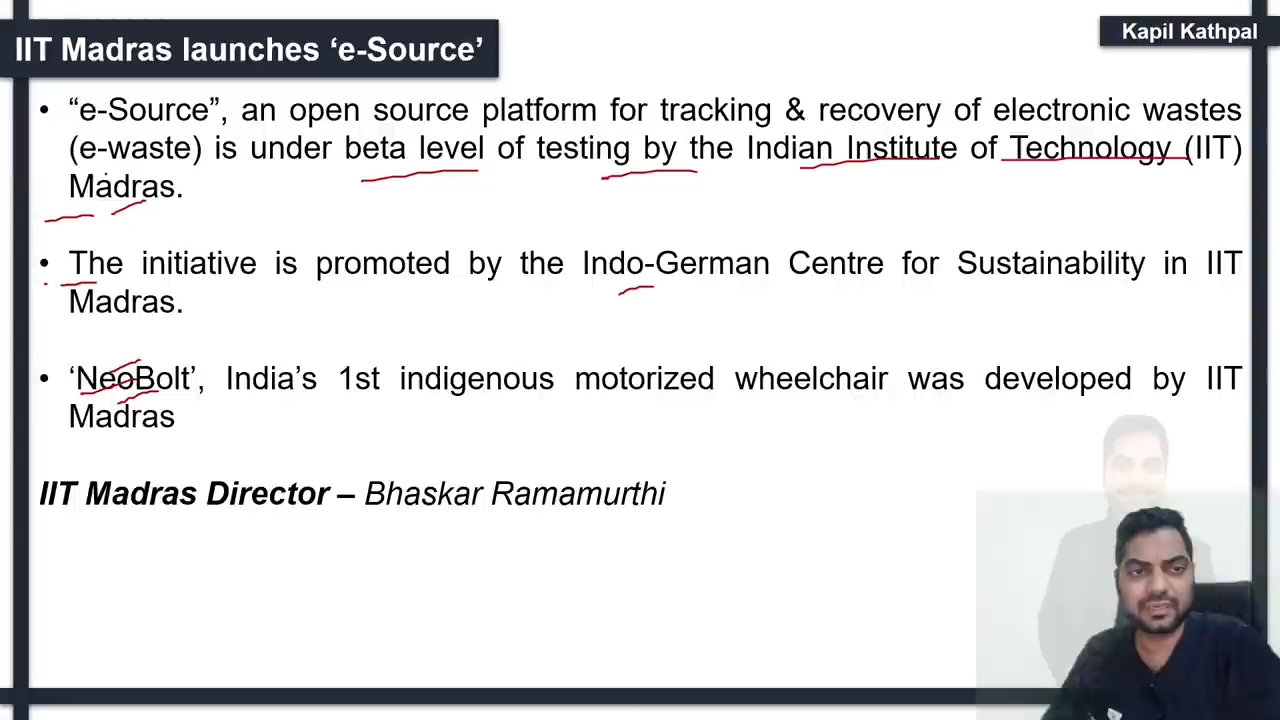 IIT Madras launches ‘e-Source’
Kapil Kathpal
• “e-Source”, an open source platform for tracking & recovery of electronic wastes
(e-waste) is under beta level of testing by the Indian Institute of Technology (IIT)
Madras.
• The initiative is promoted by the Indo-German Centre for Sustainability in IIT
Madras.
• ‘NeoBolt’, India’s 1st indigenous motorized wheelchair was developed by IIT
Madras
IIT Madras Director – Bhaskar Ramamurthi